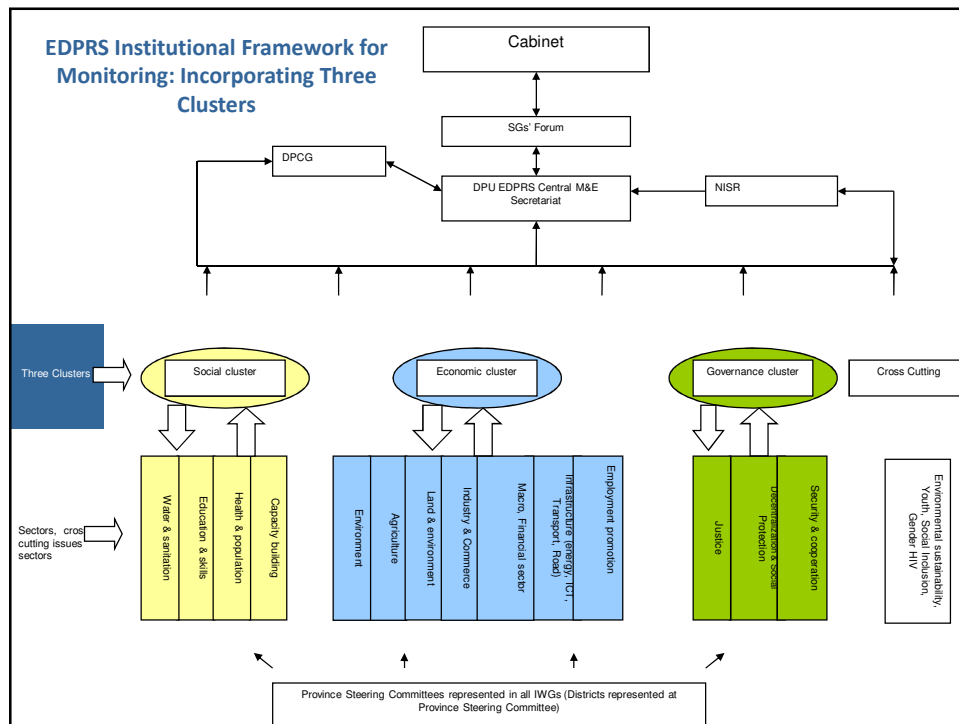 EDPRS Institutional Framework for
Monitoring: Incorporating Three
Clusters
Cabinet
SGs' Forum
DPCG
DPU EDPRS Central M&E
Secretariat
NISR
Three Clusters
Social cluster
Economic cluster
Governance cluster
Cross Cutting
Sectors, cros
cutting issues
sectors
Water & sanitation
Education & skills
Health & population
Capacity building
Environment
Agriculture
Land & environment
Industry & Commerce
Macro, Financial sector
Infrastructure (energy, ICT,
Transport, Road)
Employment promotion
Justice
Decentralization & Social
Protection
Security & cooperation
Environmental sustainability,
Youth, Social Inclusion,
Gender HIV
Province Steering Committees represented in all IWGs (Districts represented at
Province Steering Committee)